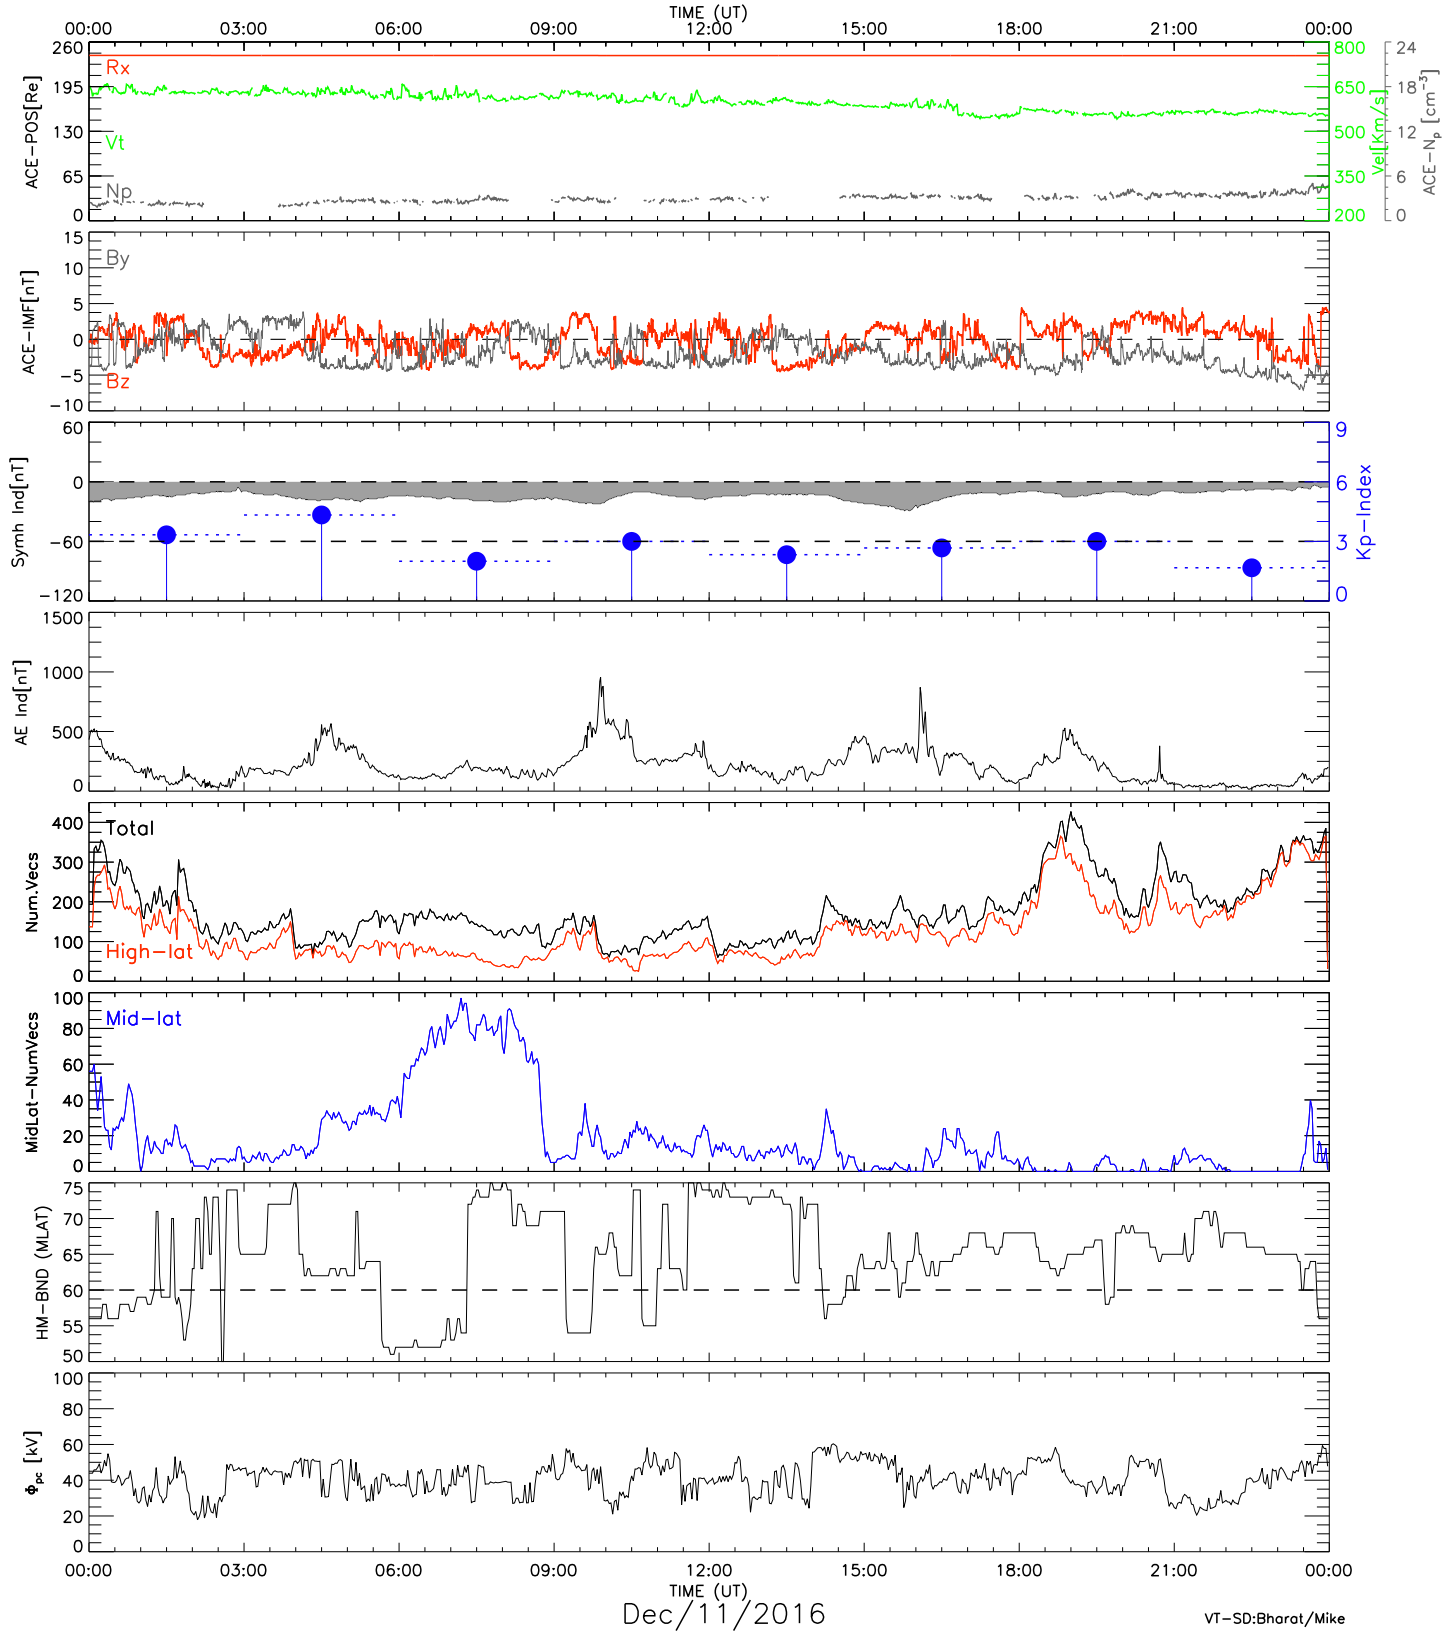 TIME (UT)
00:00 03:00 06:00 09:00 12:00 15:00 18:00 21:00 00:00
ACE-POS[Re]
260
195
130
65
0
Rx
Vt
Np
800
650
500
350
200
Vel[Km/s]
24
18
12
6
0
ACE-Np [cm-3]
ACE-IMF[nT]
15
10
5
0
-5
-10
By
Bz
Symh Ind[nT]
60
0
-60
-120
9
6
3
0
Kp-Index
AE Ind[nT]
1500
1000
500
0
Num.Vecs
400
300
200
100
0
Total
High-lat
MidLat-NumVecs
100
80
60
40
20
0
Mid-lat
HM-BND (MLAT)
75
70
65
60
55
50
Φpc [kV]
100
80
60
40
20
0
00:00 03:00 06:00 09:00 12:00 15:00 18:00 21:00 00:00
TIME (UT)
Dec/11/2016
VT-SD:Bharat/Mike